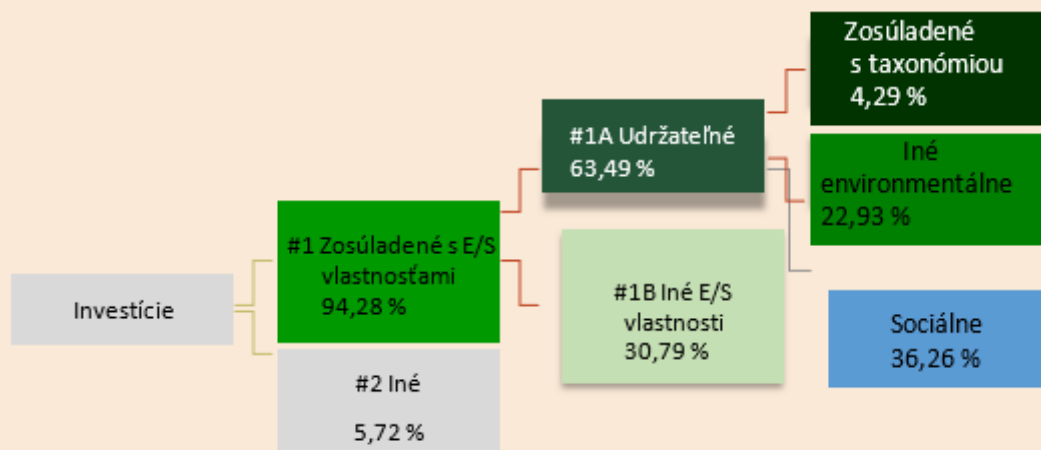 Investície
#1 Zosúladené s E/S
vlastnosťami
94,28 %
#2 Iné
5,72 %
#1A Udržateľné
63,49 %
#1B Iné E/S
vlastnosti
30,79 %
Zosúladené
s taxonómiou
4,29 %
Iné
environmentálne
22,93 %
Sociálne
36,26 %